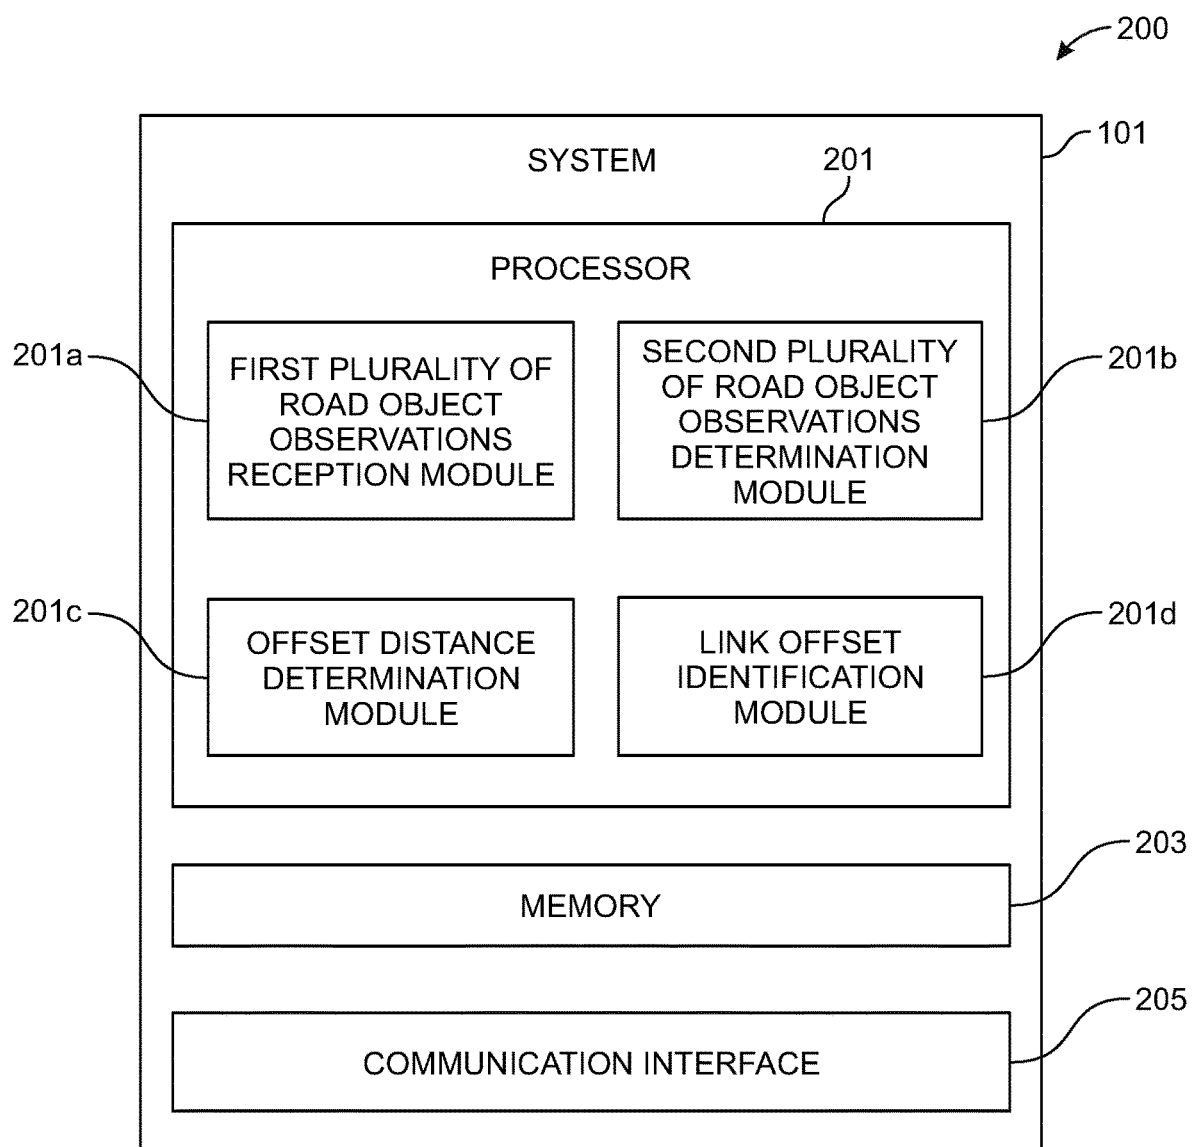 200
101
SYSTEM
201
PROCESSOR
201a
FIRST PLURALITY OF
ROAD OBJECT
OBSERVATIONS
RECEPTION MODULE
SECOND PLURALITY
OF ROAD OBJECT
OBSERVATIONS
DETERMINATION
MODULE
201b
201c
OFFSET DISTANCE
DETERMINATION
MODULE
LINK OFFSET
IDENTIFICATION
MODULE
201d
203
MEMORY
205
COMMUNICATION INTERFACE